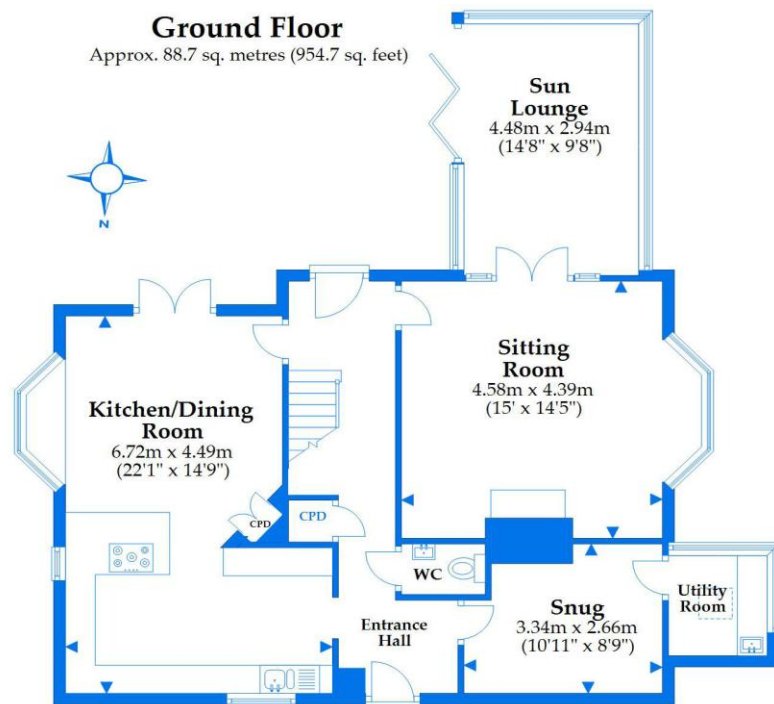 Ground Floor
Approx. 88.7 sq. metres (954.7 sq. feet)
Sun
Lounge
4.48m x 2.94m
(14'8" x 9'8")
N
Sitting
Room
4.58m x 4.39m
(15' x 14'5")
Kitchen/Dining
Room
6.72m x 4.49m
(22'1" x 14'9")
CPD
CPD
WC
Utility
Room
Entrance
Hall
Snug
3.34m x 2.66m
(10'11" x 8'9")